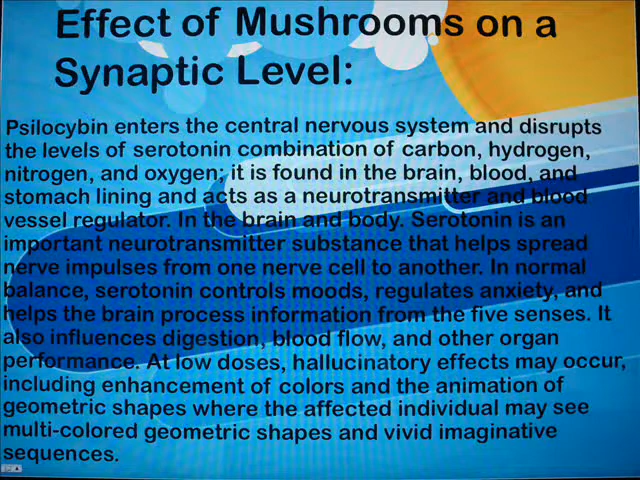 Effect of Mushrooms on a
Synaptic Level:
Psilocybin enters the central nervous system and disrupts
the levels of serotonin combination of carbon, hydrogen,
nitrogen, and oxygen; it is found in the brain, blood, and
stomach lining and acts as a neurotransmitter and blood
vessel regulator. In the brain and body. Serotonin is an
important neurotransmitter substance that helps spread
nerve impulses from one nerve cell to another. In normal
balance, serotonin controls moods, regulates anxiety, and
helps the brain process information from the five senses. It
also influences digestion, blood flow, and other organ
performance. At low doses, hallucinatory effects may occur,
including enhancement of colors and the animation of
geometric shapes where the affected individual may see
multi-colored geometric shapes and vivid imaginative
sequences.